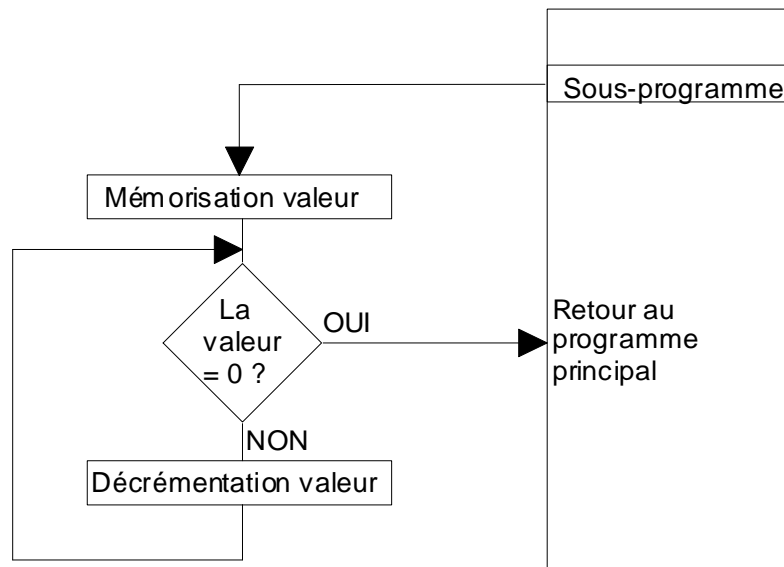 Sous-programme
Mémorisation valeur
La
valeur
= 0 ?
OUI
Retour au
programme
principal
NON
Décrémentation valeur